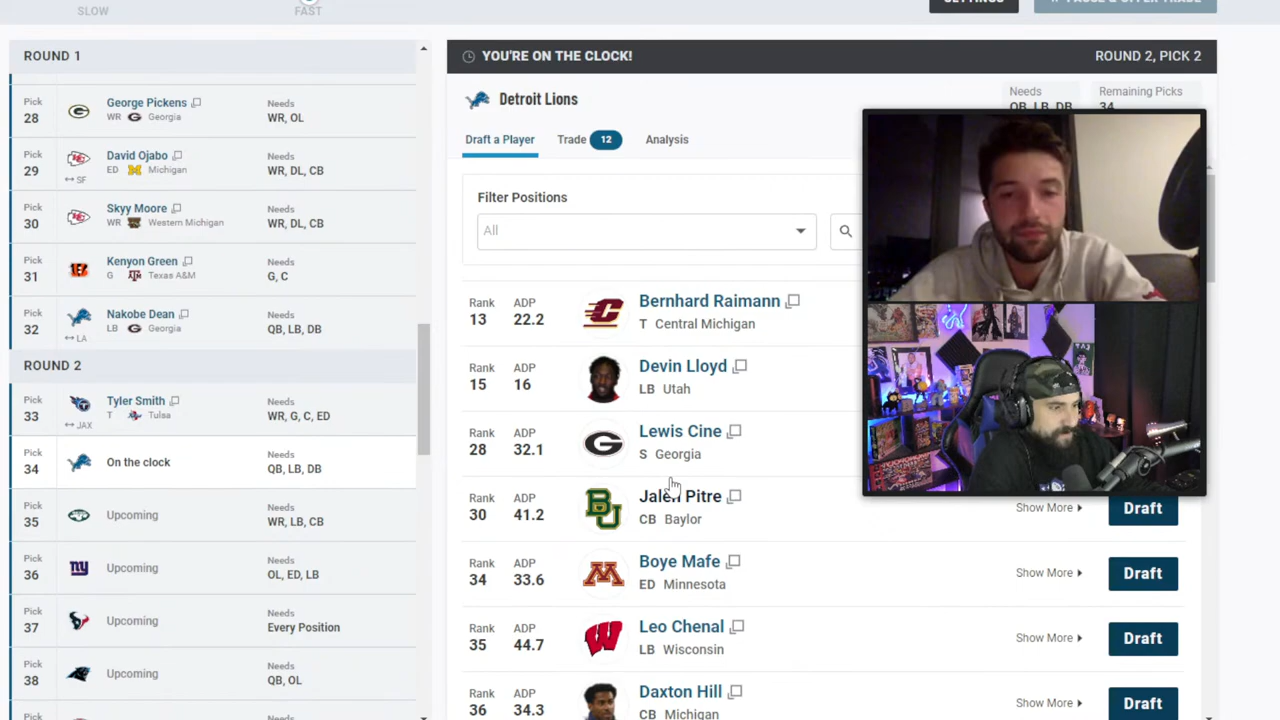 SLOW
FAST
SETTINGS
ROUND 1
Pick
28
George Pickens
WR Georgia
Needs
WR, OL
Pick
29
David Ojabo
ED Michigan
↔ SF
Needs
WR, DL, CB
Pick
30
Skyy Moore
WR Western Michigan
Needs
WR, DL, CB
Pick
31
Kenyon Green
G Texas A&M
Needs
G, C
Pick
32
Nakobe Dean
LB Georgia
↔ LA
Needs
QB, LB, DB
ROUND 2
Pick
33
Tyler Smith
T Tulsa
↔ JAX
Needs
WR, G, C, ED
Pick
34
On the clock
Needs
QB, LB, DB
Pick
35
Upcoming
Needs
WR, LB, CB
Pick
36
Upcoming
Needs
OL, ED, LB
Pick
37
Upcoming
Needs
Every Position
Pick
38
Upcoming
Needs
QB, OL
Pick
YOU'RE ON THE CLOCK!
ROUND 2, PICK 2
Detroit Lions
Needs
QB, LB, DB
Remaining Picks
34
Draft a Player
Trade 12
Analysis
Filter Positions
All
Rank
13
ADP
22.2
Bernhard Raimann
T Central Michigan
Rank
15
ADP
16
Devin Lloyd
LB Utah
Rank
28
ADP
32.1
Lewis Cine
S Georgia
Rank
30
ADP
41.2
Jalen Pitre
CB Baylor
Show More
Draft
Rank
34
ADP
33.6
Boye Mafe
ED Minnesota
Show More
Draft
Rank
35
ADP
44.7
Leo Chenal
LB Wisconsin
Show More
Draft
Rank
36
ADP
34.3
Daxton Hill
CB Michigan
Show More
Draft